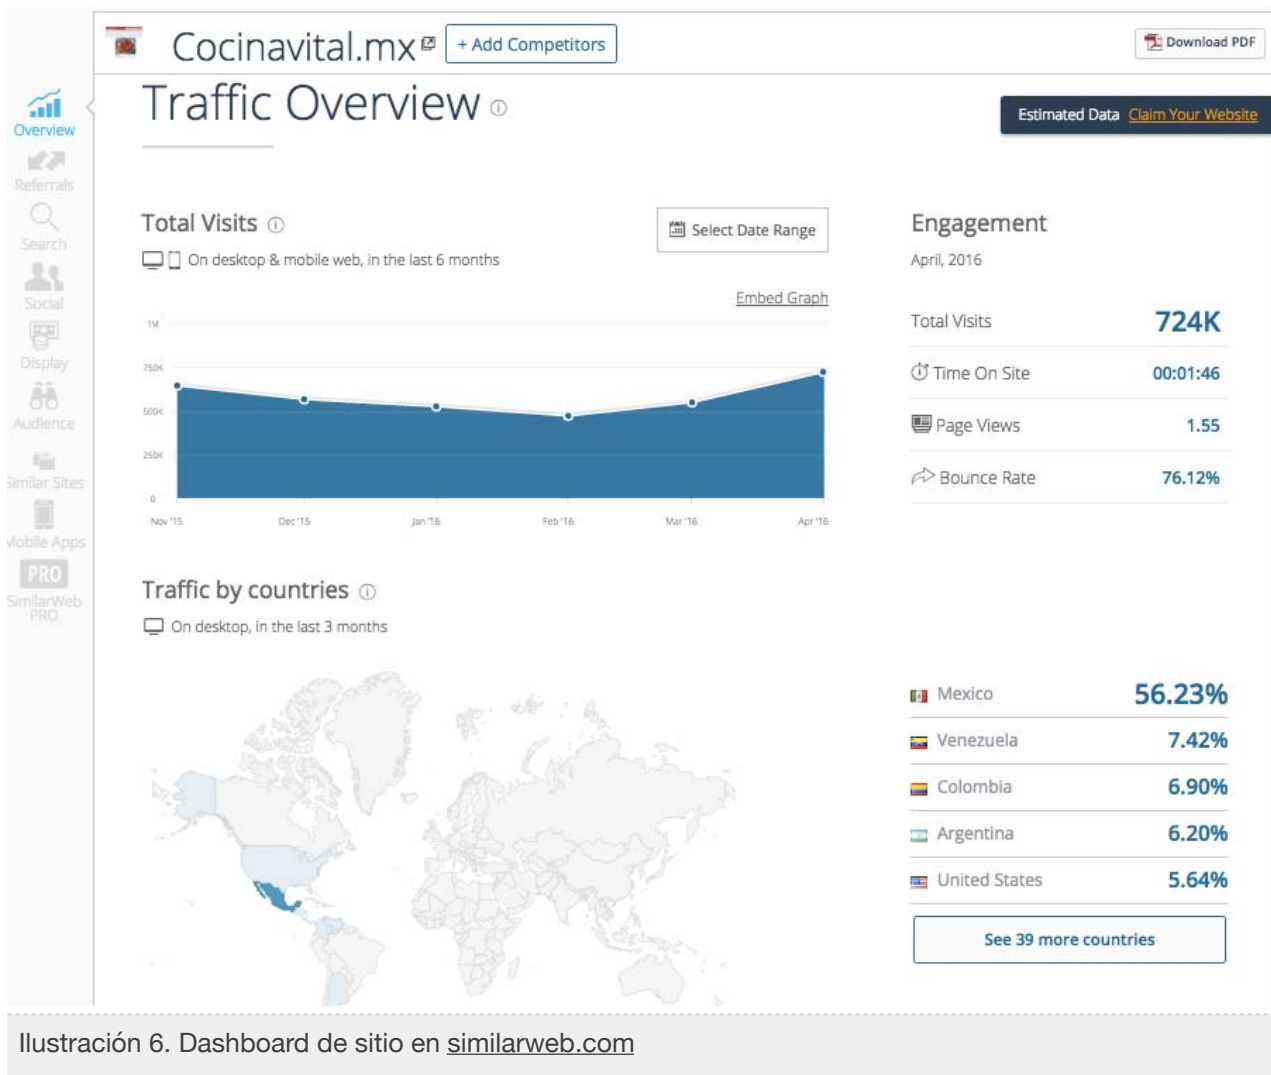 Cocinavital.mx
+ Add Competitors
Download PDF
Traffic Overview
Estimated Data Claim Your Website
Overview
Referrals
Search
Social
Display
Audience
Similar Sites
Mobile Apps
PRO
SimilarWeb
PRO
Total Visits
Select Date Range
On desktop & mobile web, in the last 6 months
Embed Graph
1M
750K
500K
250K
0
Nov '15 Dec '15 Jan '16 Feb '16 Mar '16 Apr '16
Engagement
April, 2016
Total Visits 724K
Time On Site 00:01:46
Page Views 1.55
Bounce Rate 76.12%
Traffic by countries
On desktop, in the last 3 months
Mexico 56.23%
Venezuela 7.42%
Colombia 6.90%
Argentina 6.20%
United States 5.64%
See 39 more countries
Ilustración 6. Dashboard de sitio en similarweb.com